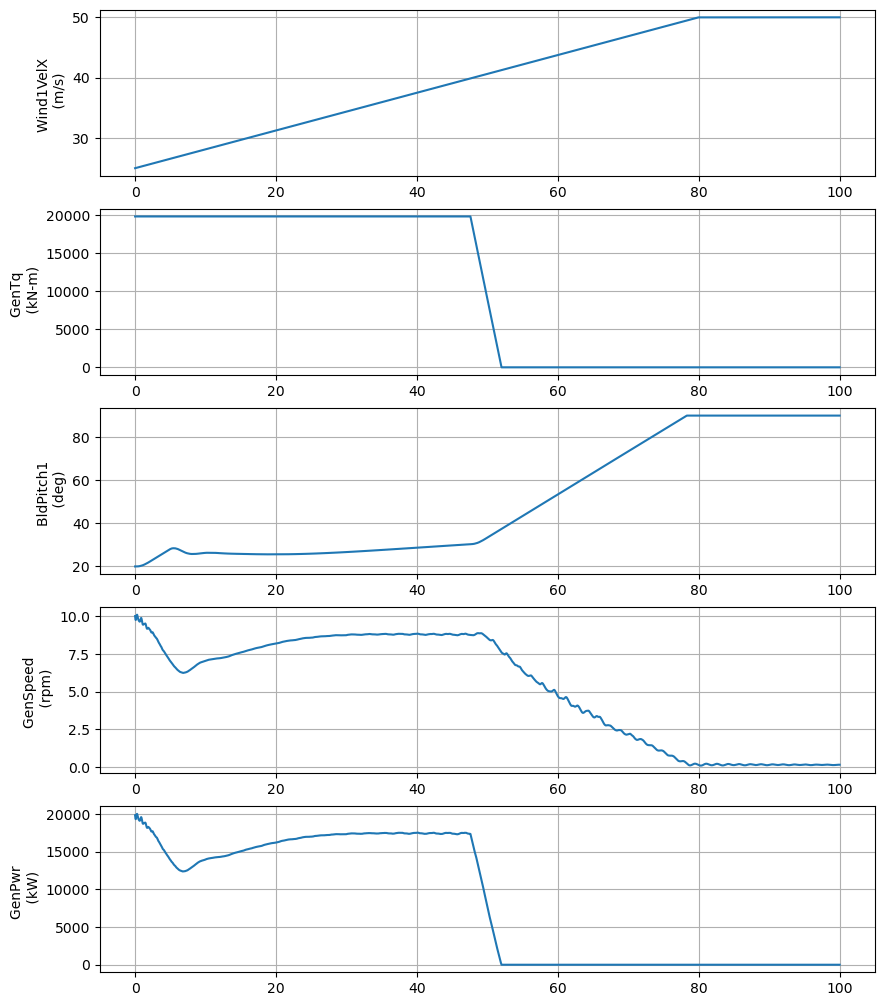 Wind1VelX
(m/s)
50
40
30
0 20 40 60 80 100
GenTq
(kN-m)
20000
15000
10000
5000
0
0 20 40 60 80 100
BldPitch1
(deg)
80
60
40
20
0 20 40 60 80 100
GenSpeed
(rpm)
10.0
7.5
5.0
2.5
0.0
0 20 40 60 80 100
GenPwr
(kW)
20000
15000
10000
5000
0
0 20 40 60 80 100